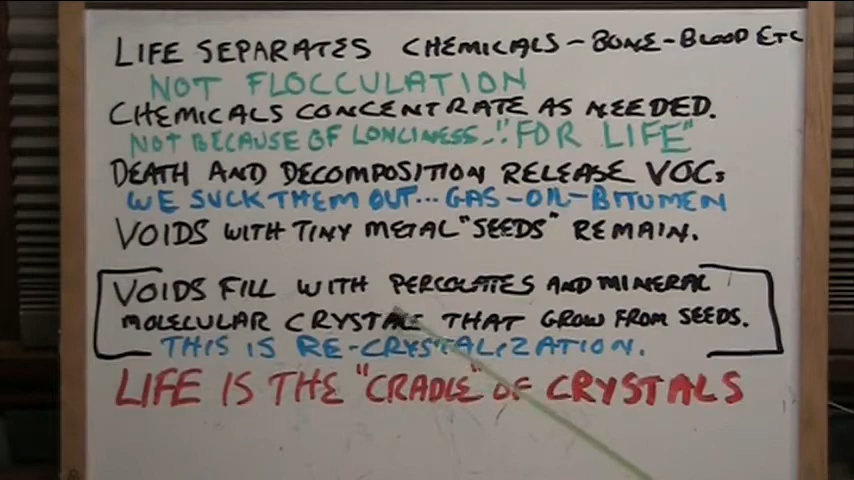 LIFE SEPARATES CHEMICALS - BONE - BLOOD ETC
NOT FLOCCULATION
CHEMICALS CONCENTRATE AS NEEDED.
NOT BECAUSE OF LONCLINESS.. "FOR LIFE"
DEATH AND DECOMPOSITION RELEASE VOCs
WE SUCK THEM OUT... GAS-OIL-BITUMEN
VOIDS WITH TINY METAL "SEEDS" REMAIN.
VOIDS FILL WITH PERCOLATES AND MINERAL
MOLECULAR CRYSTALS THAT GROW FROM SEEDS.
THIS IS RE-CRYSTALIZATION.
LIFE IS THE "CRADLE" OF CRYSTALS